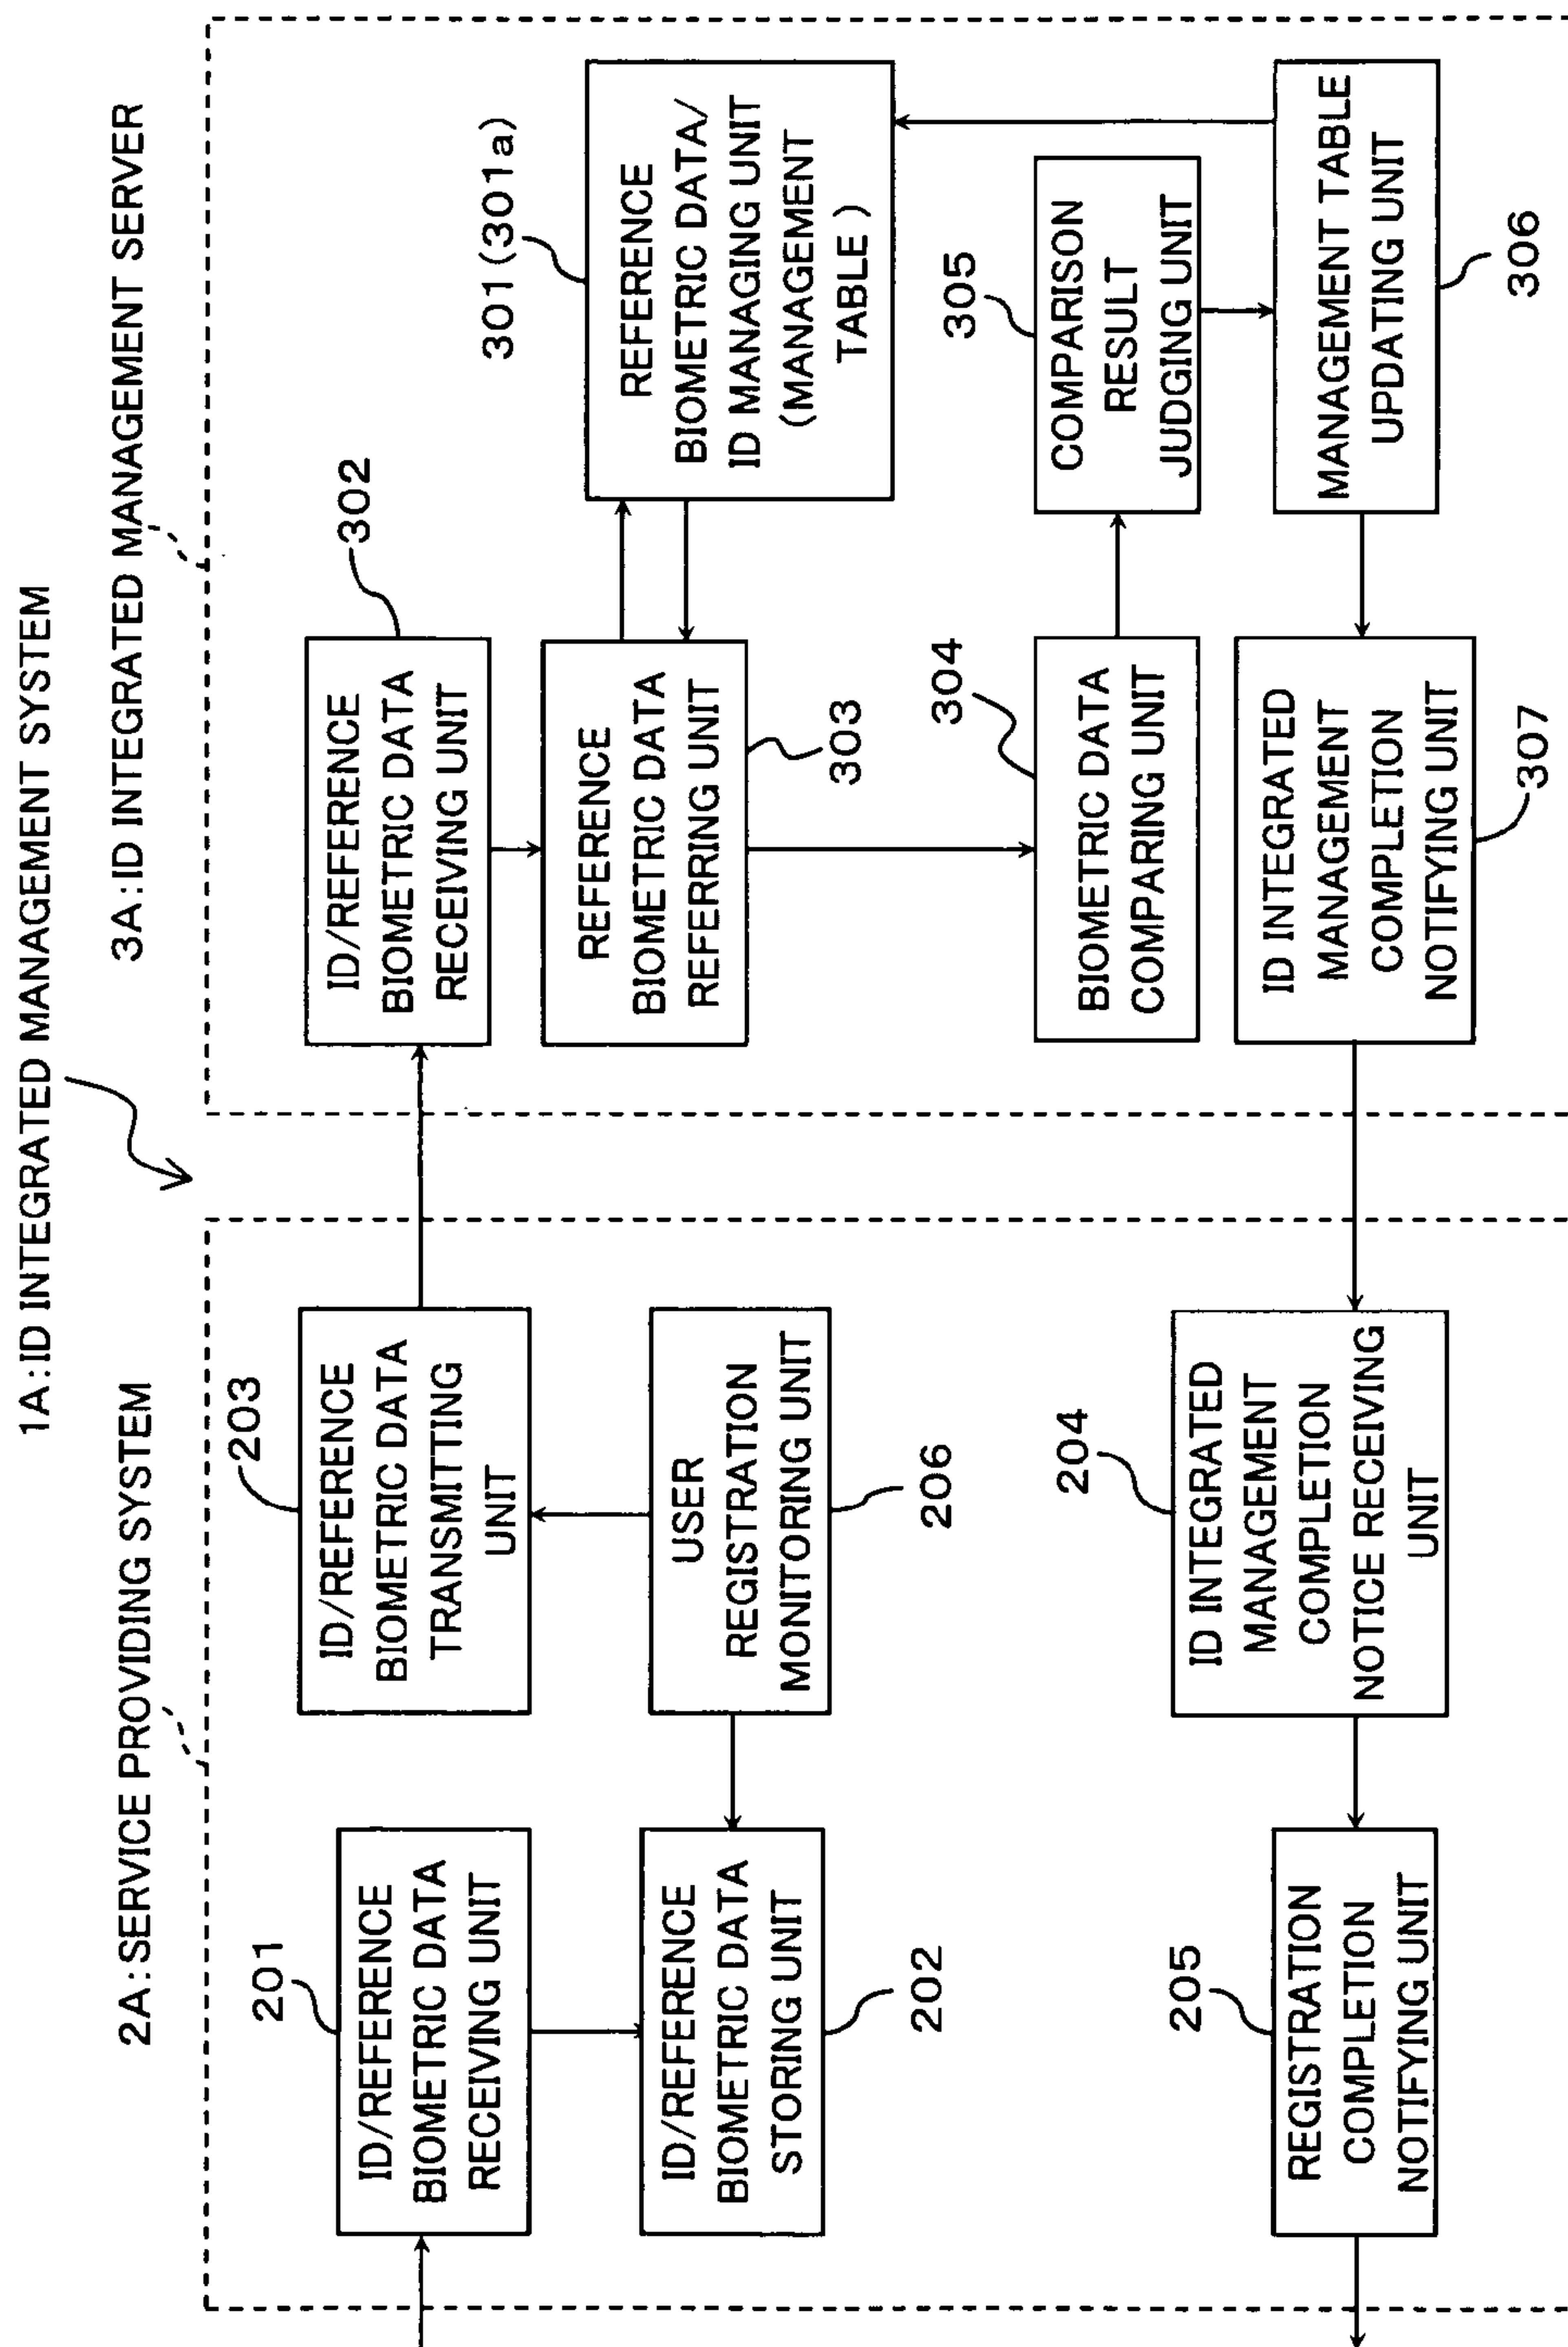 1A:ID INTEGRATED MANAGEMENT SYSTEM
2A:SERVICE PROVIDING SYSTEM
201
ID/REFERENCE
BIOMETRIC DATA
RECEIVING UNIT
ID/REFERENCE
BIOMETRIC DATA
STORING UNIT
202
203
ID/REFERENCE
BIOMETRIC DATA
TRANSMITTING
UNIT
USER
REGISTRATION
MONITORING UNIT
206
204
ID INTEGRATED
MANAGEMENT
COMPLETION
NOTICE RECEIVING
UNIT
205
REGISTRATION
COMPLETION
NOTIFYING UNIT
3A:ID INTEGRATED MANAGEMENT SERVER
302
ID/REFERENCE
BIOMETRIC DATA
RECEIVING UNIT
REFERENCE
BIOMETRIC DATA
REFERRING UNIT
303
301(301a)
REFERENCE
BIOMETRIC DATA/
ID MANAGING UNIT
(MANAGEMENT
TABLE)
304
BIOMETRIC DATA
COMPARING UNIT
305
COMPARISON
RESULT
JUDGING UNIT
MANAGEMENT TABLE
UPDATING UNIT
306
ID INTEGRATED
MANAGEMENT
COMPLETION
NOTIFYING UNIT
307